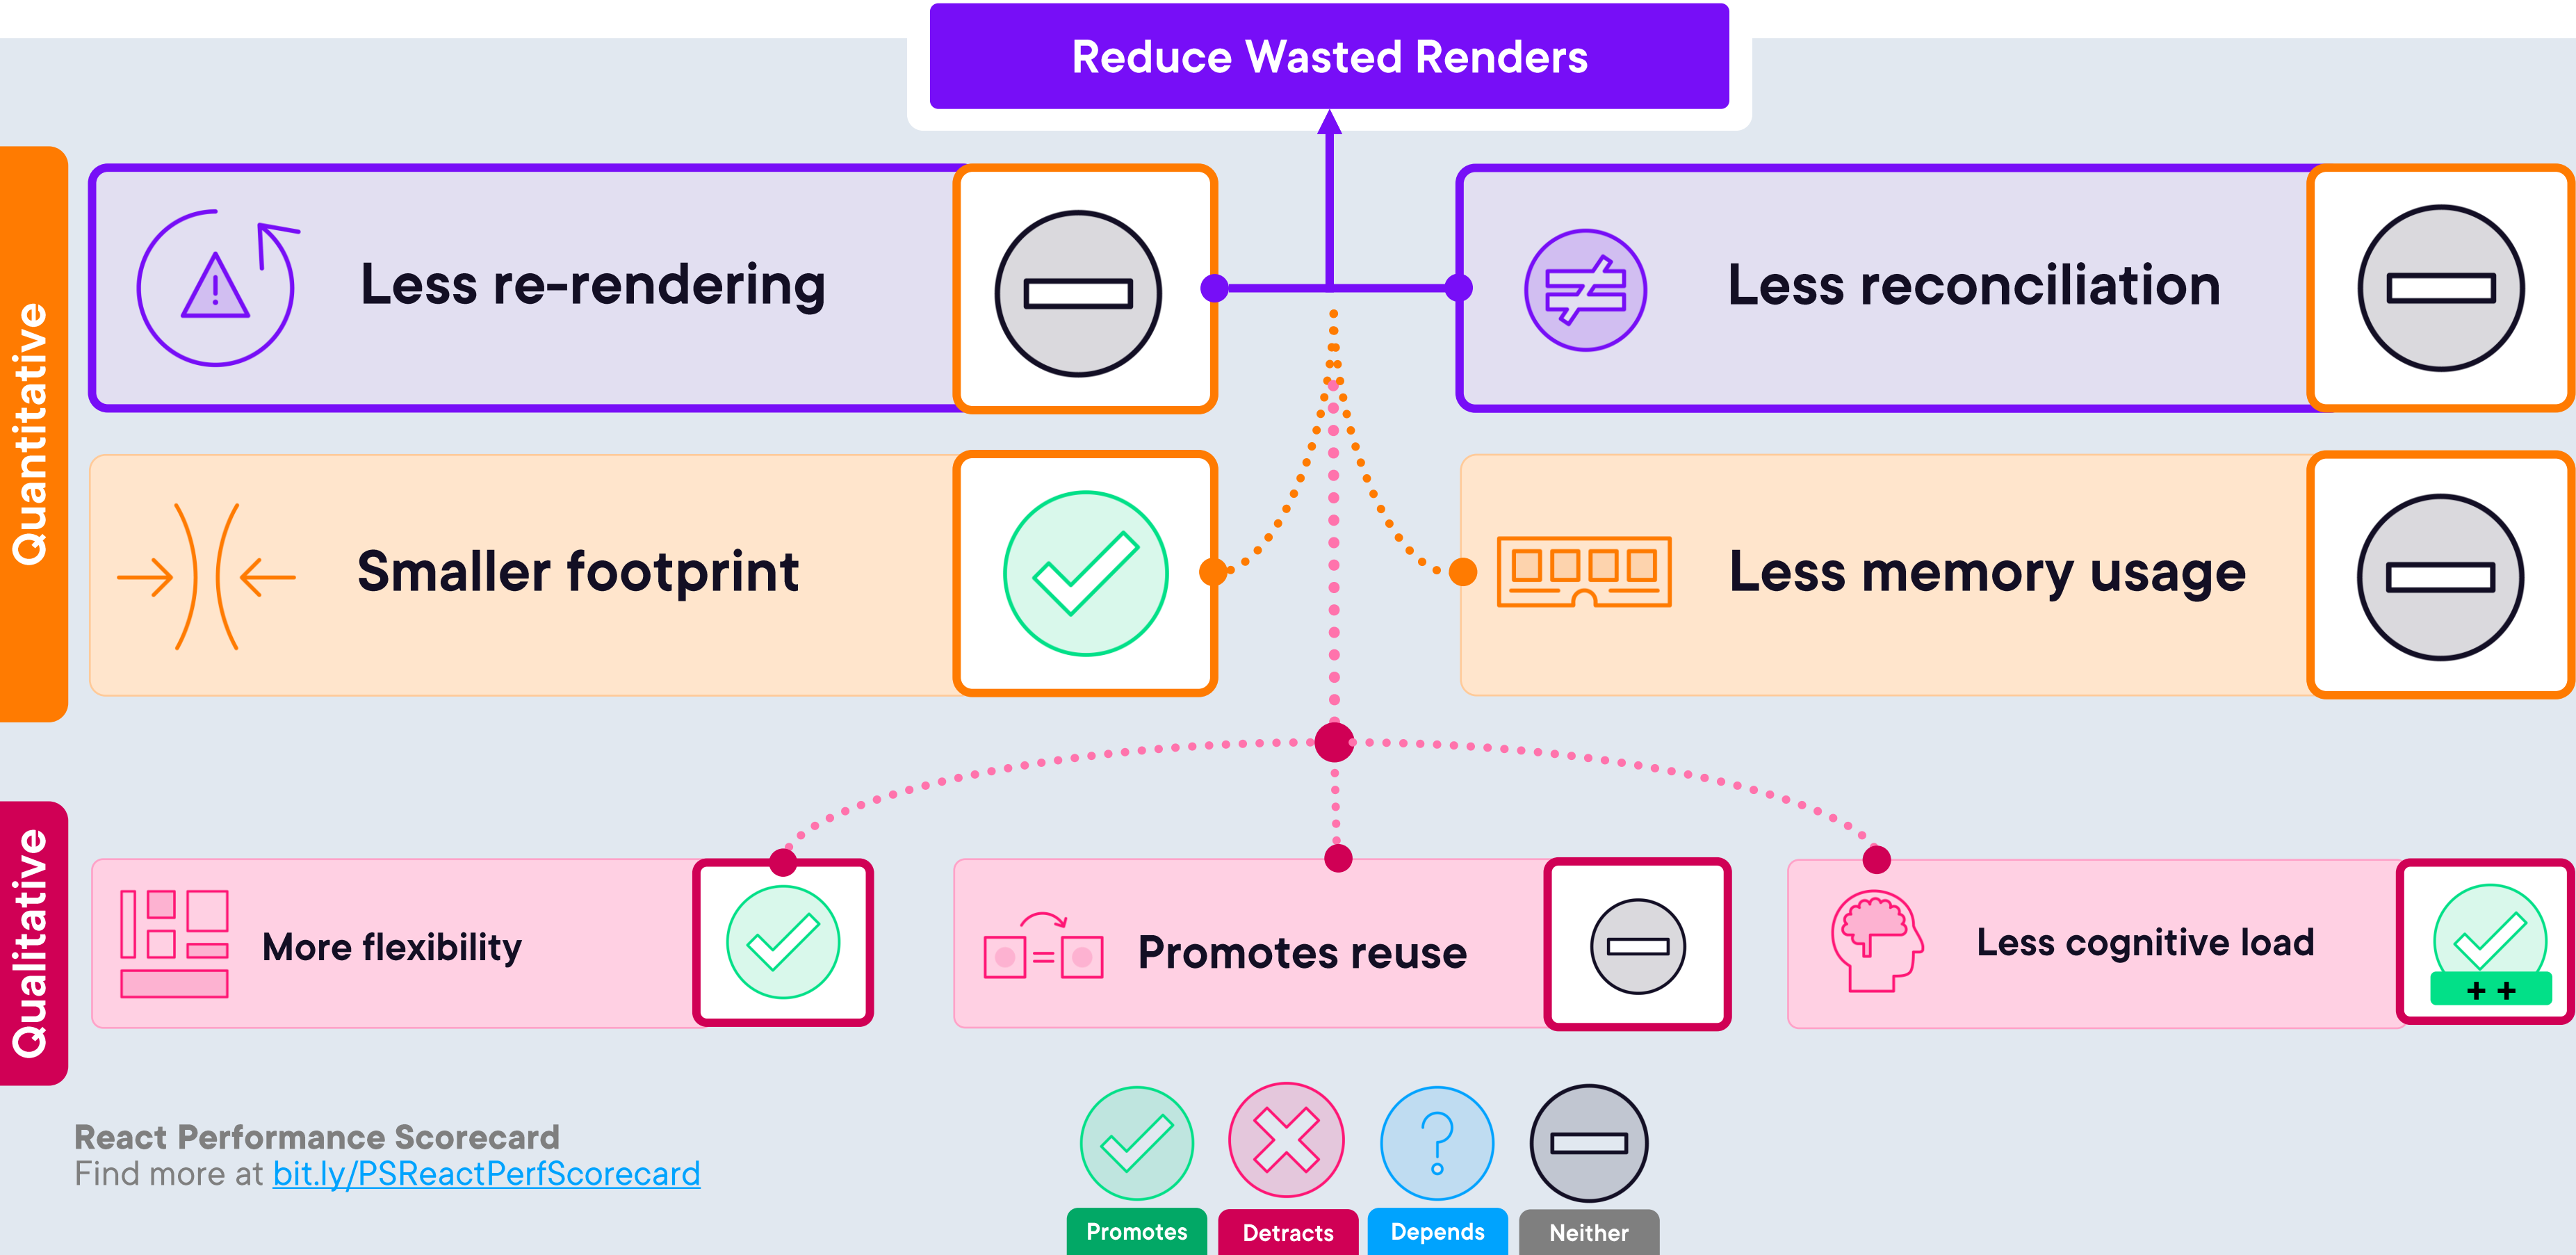 Reduce Wasted Renders
Quantitative
Less re-rendering
Less reconciliation
Smaller footprint
Less memory usage
Qualitative
More flexibility
Promotes reuse
Less cognitive load
+ +
React Performance Scorecard
Find more at bit.ly/PSReactPerfScorecard
Promotes
Detracts
Depends
Neither